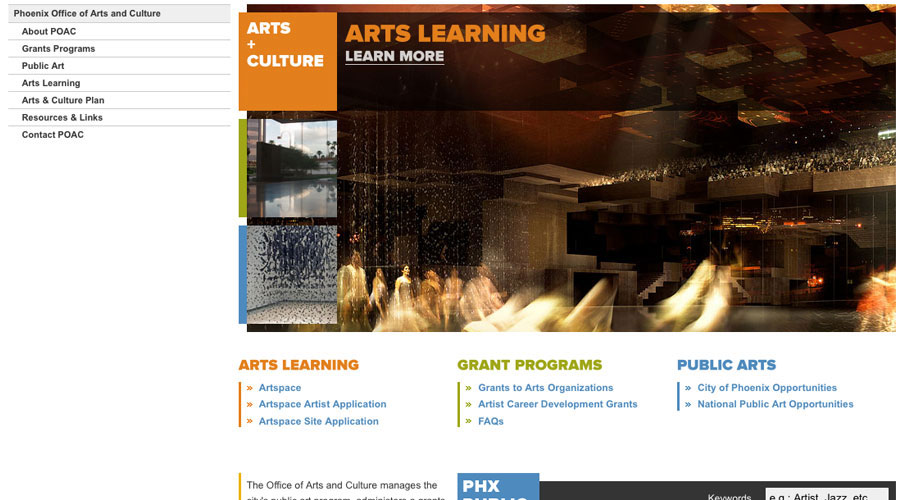 Phoenix Office of Arts and Culture
About POAC
Grants Programs
Public Art
Arts Learning
Arts & Culture Plan
Resources & Links
Contact POAC
ARTS
+
CULTURE
ARTS LEARNING
LEARN MORE
ARTS LEARNING
» Artspace
» Artspace Artist Application
» Artspace Site Application
GRANT PROGRAMS
» Grants to Arts Organizations
» Artist Career Development Grants
» FAQs
PUBLIC ARTS
» City of Phoenix Opportunities
» National Public Art Opportunities
The Office of Arts and Culture manages the
city's public art program, administers a grants
PHX
PUBLIC
Keywords
e.g.: Artist, Jazz, etc.